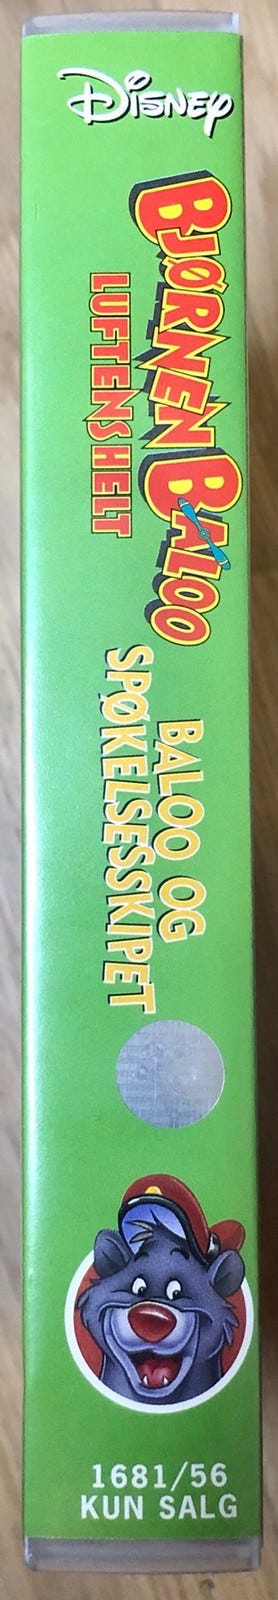 DISNEY
BJØRNEN BALOO
LUFTENS HELT
BALOO OG
SPØKELSESSKIPET
1681/56
KUN SALG